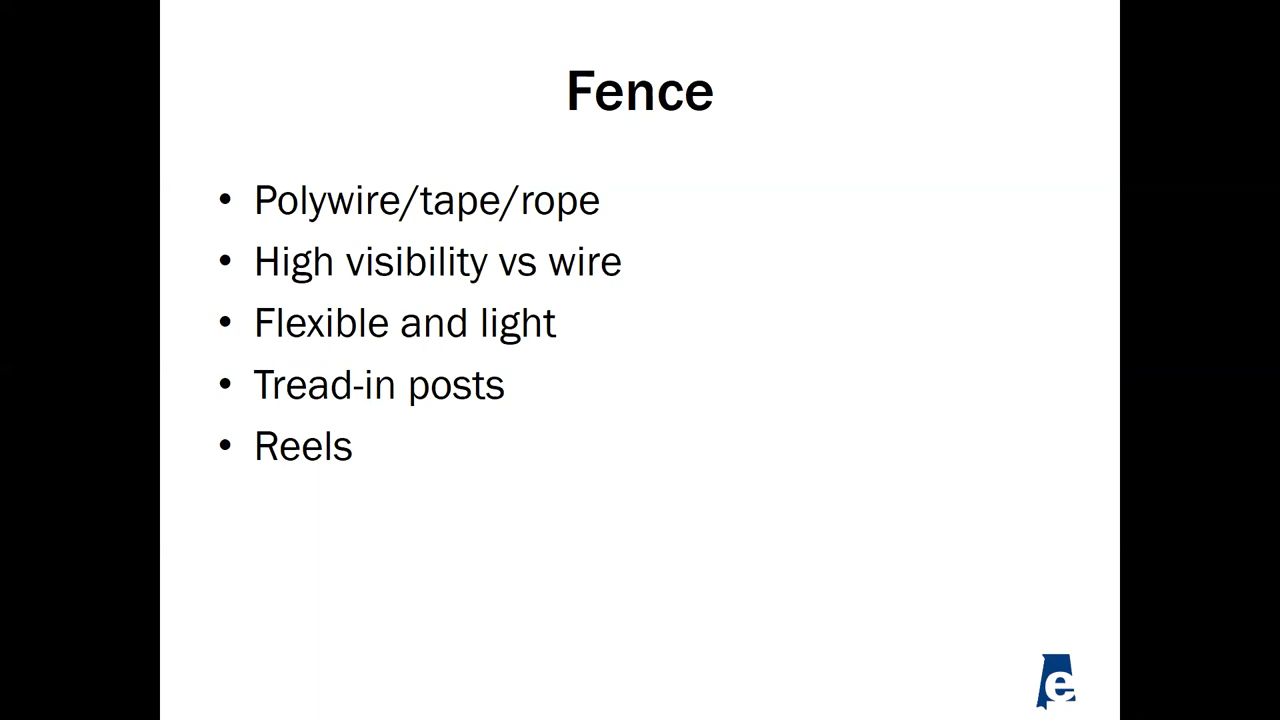 Fence
• Polywire/tape/rope
• High visibility vs wire
• Flexible and light
• Tread-in posts
• Reels
e